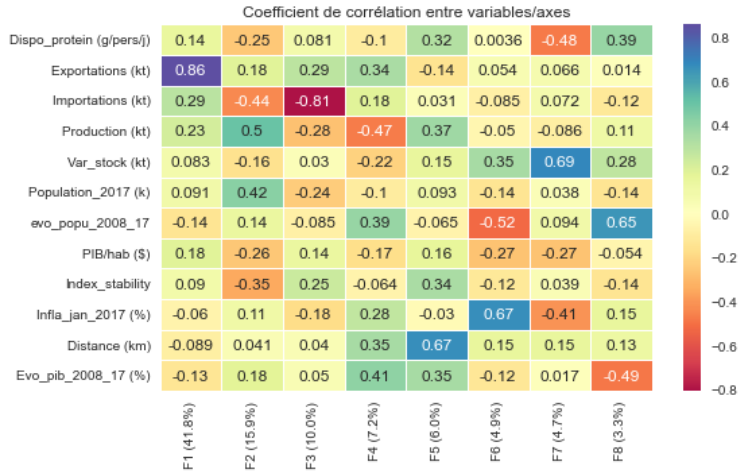 Coefficient de corrélation entre variables/axes
Dispo_protein (g/pers/j) 0.14 -0.25 0.081 -0.1 0.32 0.0036 -0.48 0.39
Exportations (kt) 0.86 0.18 0.29 0.34 -0.14 0.054 0.066 0.014
Importations (kt) 0.29 -0.44 -0.81 0.18 0.031 -0.085 0.072 -0.12
Production (kt) 0.23 0.5 -0.28 -0.47 0.37 -0.05 -0.086 0.11
Var_stock (kt) 0.083 -0.16 0.03 -0.22 0.15 0.35 0.69 0.28
Population_2017 (k) 0.091 0.42 -0.24 -0.1 0.093 -0.14 0.038 -0.14
evo_popu_2008_17 -0.14 0.14 -0.085 0.39 -0.065 -0.52 0.094 0.65
PIB/hab ($) 0.18 -0.26 0.14 -0.17 0.16 -0.27 -0.27 -0.054
Index_stability 0.09 -0.35 0.25 -0.064 0.34 -0.12 0.039 -0.14
Infla_jan_2017 (%) -0.06 0.11 -0.18 0.28 -0.03 0.67 -0.41 0.15
Distance (km) -0.089 0.041 0.04 0.35 0.67 0.15 0.15 0.13
Evo_pib_2008_17 (%) -0.13 0.18 0.05 0.41 0.35 -0.12 0.017 -0.49
F1 (41.8%)
F2 (15.9%)
F3 (10.0%)
F4 (7.2%)
F5 (6.0%)
F6 (4.9%)
F7 (4.7%)
F8 (3.3%)
0.8
0.6
0.4
0.2
0.0
-0.2
-0.4
-0.6
-0.8